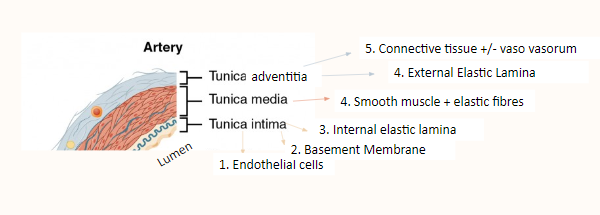 Artery
5. Connective tissue +/- vaso vasorum
Tunica adventitia
4. External Elastic Lamina
Tunica media
4. Smooth muscle + elastic fibres
Tunica intima
3. Internal elastic lamina
2. Basement Membrane
Lumen
1. Endothelial cells